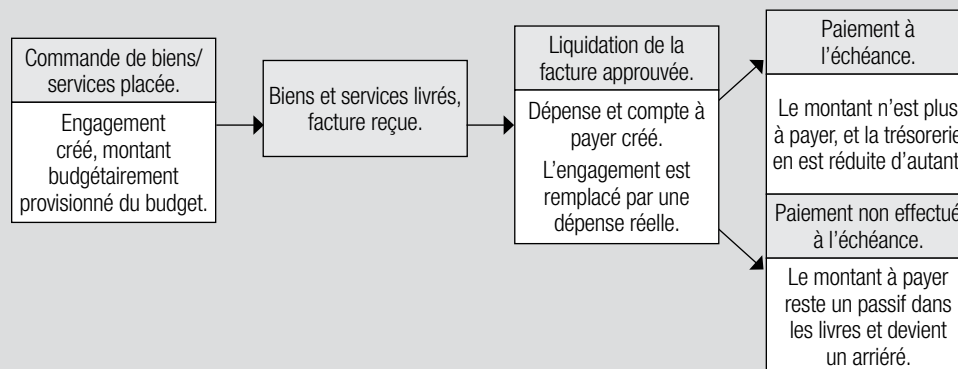 Commande de biens/
services placée.
Engagement
créé, montant
budgétairement
provisionné du budget.
Biens et services livrés,
facture reçue.
Liquidation de la
facture approuvée.
Dépense et compte à
payer créé.
L'engagement est
remplacé par une
dépense réelle.
Paiement à
l'échéance.
Le montant n'est plus
à payer, et la trésorerie
en est réduite d'autant
Paiement non effectué
à l'échéance.
Le montant à payer
reste un passif dans
les livres et devient
un arriéré.